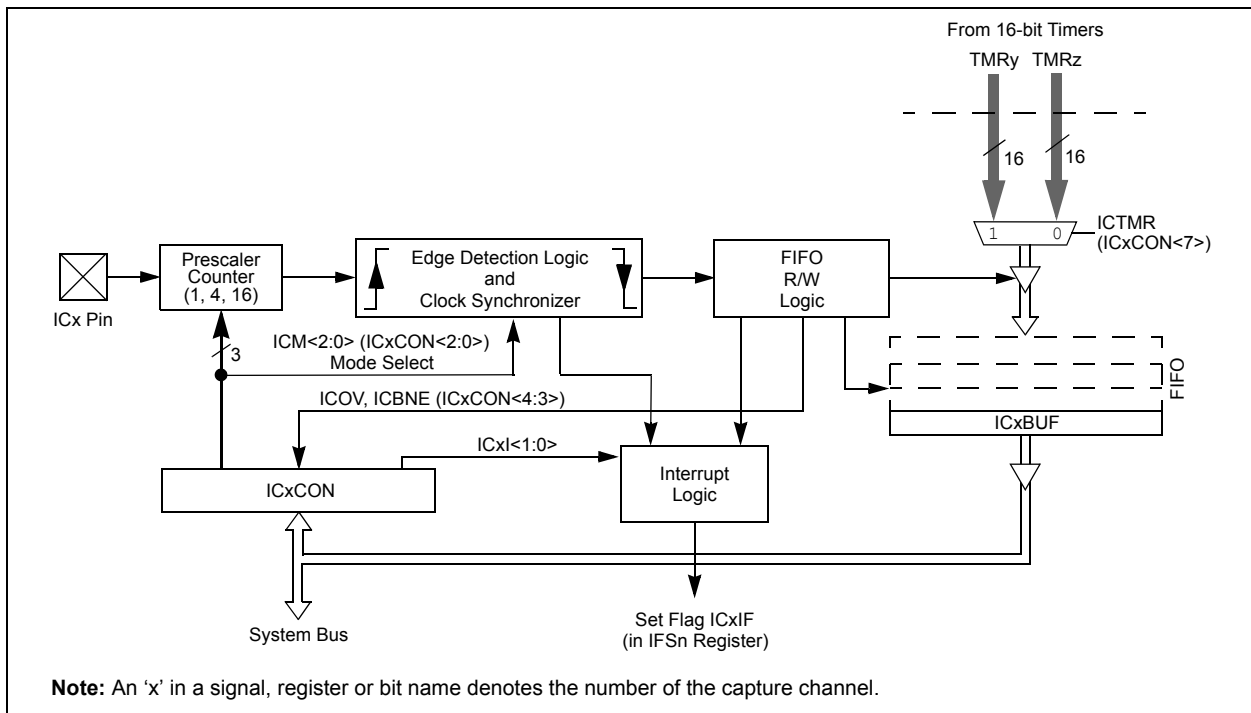 From 16-bit Timers
TMRy TMRz
16 16
1 0
ICTMR
(ICxCON<7>)
Prescaler
Counter
(1, 4, 16)
Edge Detection Logic
and
Clock Synchronizer
FIFO
R/W
Logic
ICx Pin
3
ICM<2:0> (ICxCON<2:0>)
Mode Select
FIFO
ICOV, ICBNE (ICxCON<4:3>)
ICxBUF
ICxI<1:0>
Interrupt
Logic
ICxCON
System Bus
Set Flag ICxIF
(in IFSn Register)
Note: An ‘x’ in a signal, register or bit name denotes the number of the capture channel.